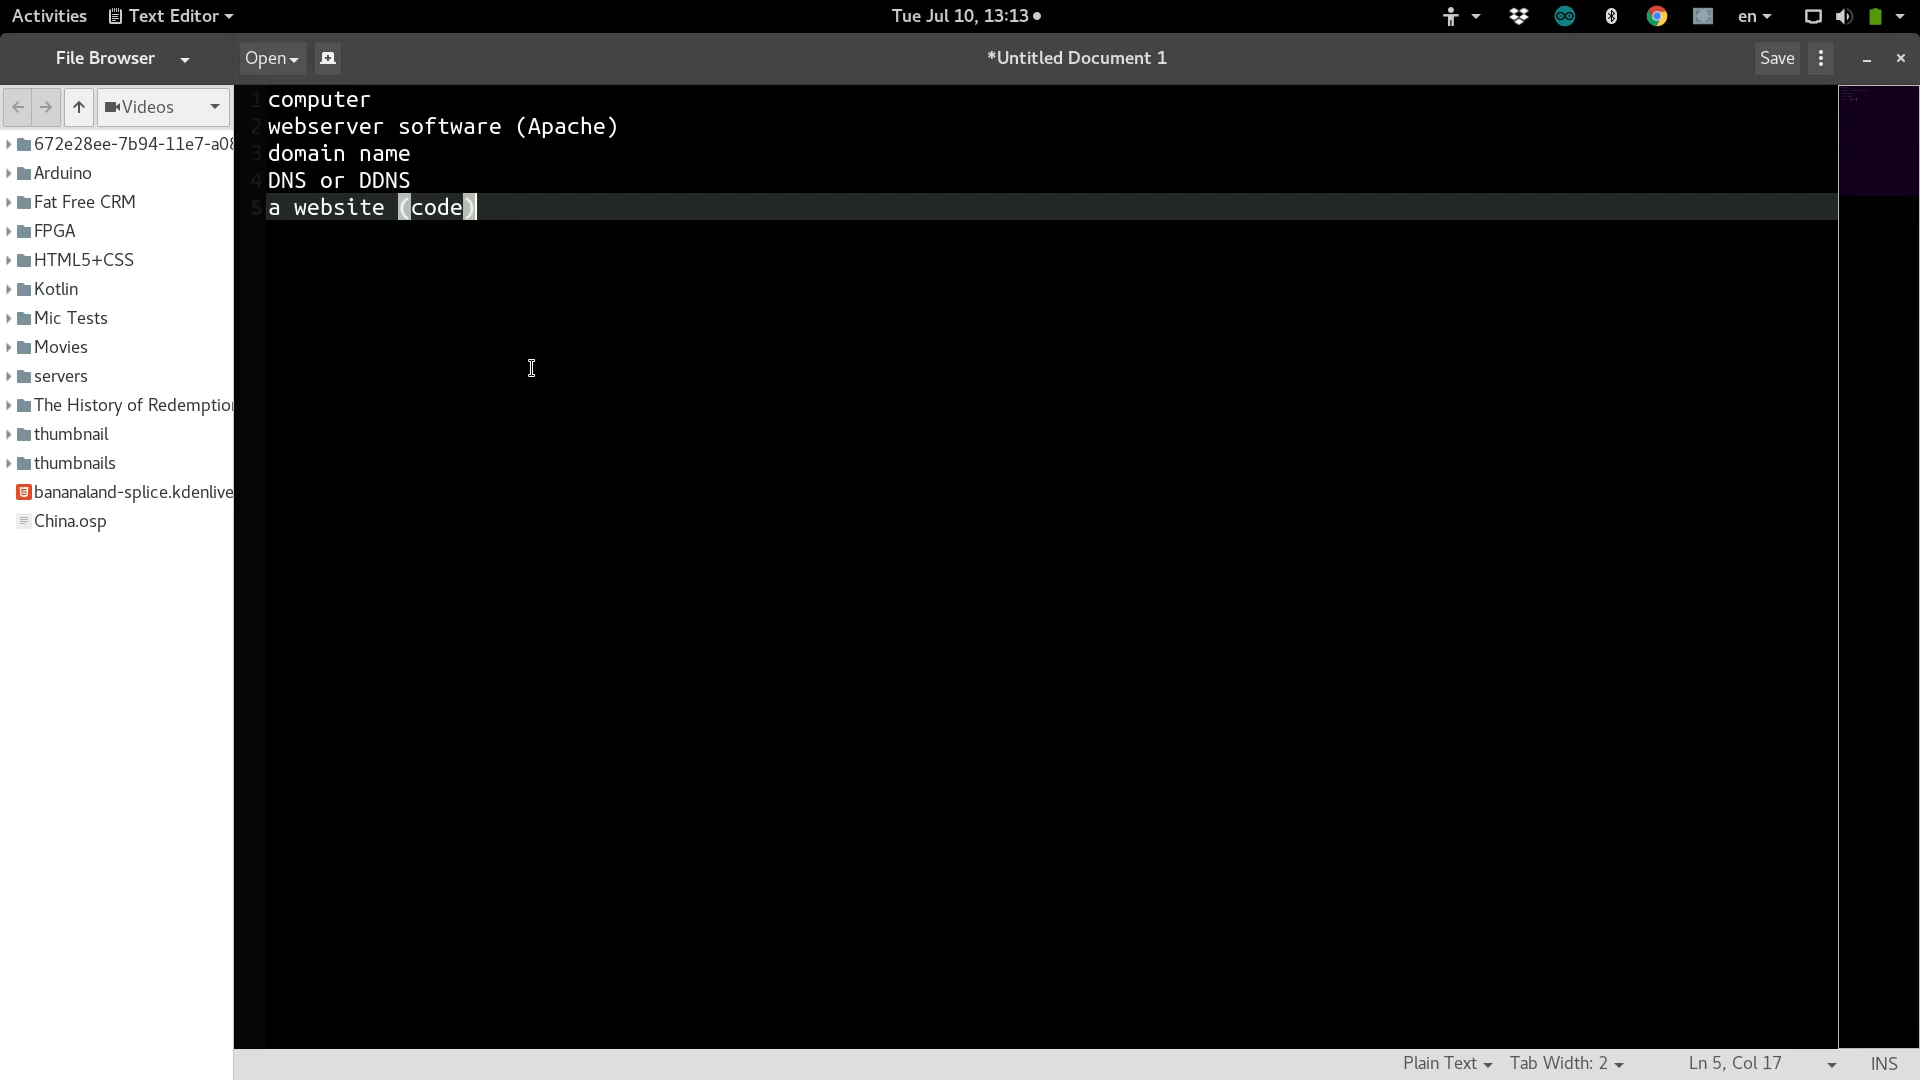 Activities Text Editor Tue Jul 10, 13:13 en
File Browser Open *Untitled Document 1 Save
Videos
672e28ee-7b94-11e7-a08
Arduino
Fat Free CRM
FPGA
HTML5+CSS
Kotlin
Mic Tests
Movies
servers
The History of Redemption
thumbnail
thumbnails
bananaland-splice.kdenlive
China.osp
1 computer
2 webserver software (Apache)
3 domain name
4 DNS or DDNS
5 a website (code)
Plain Text Tab Width: 2 Ln 5, Col 17 INS